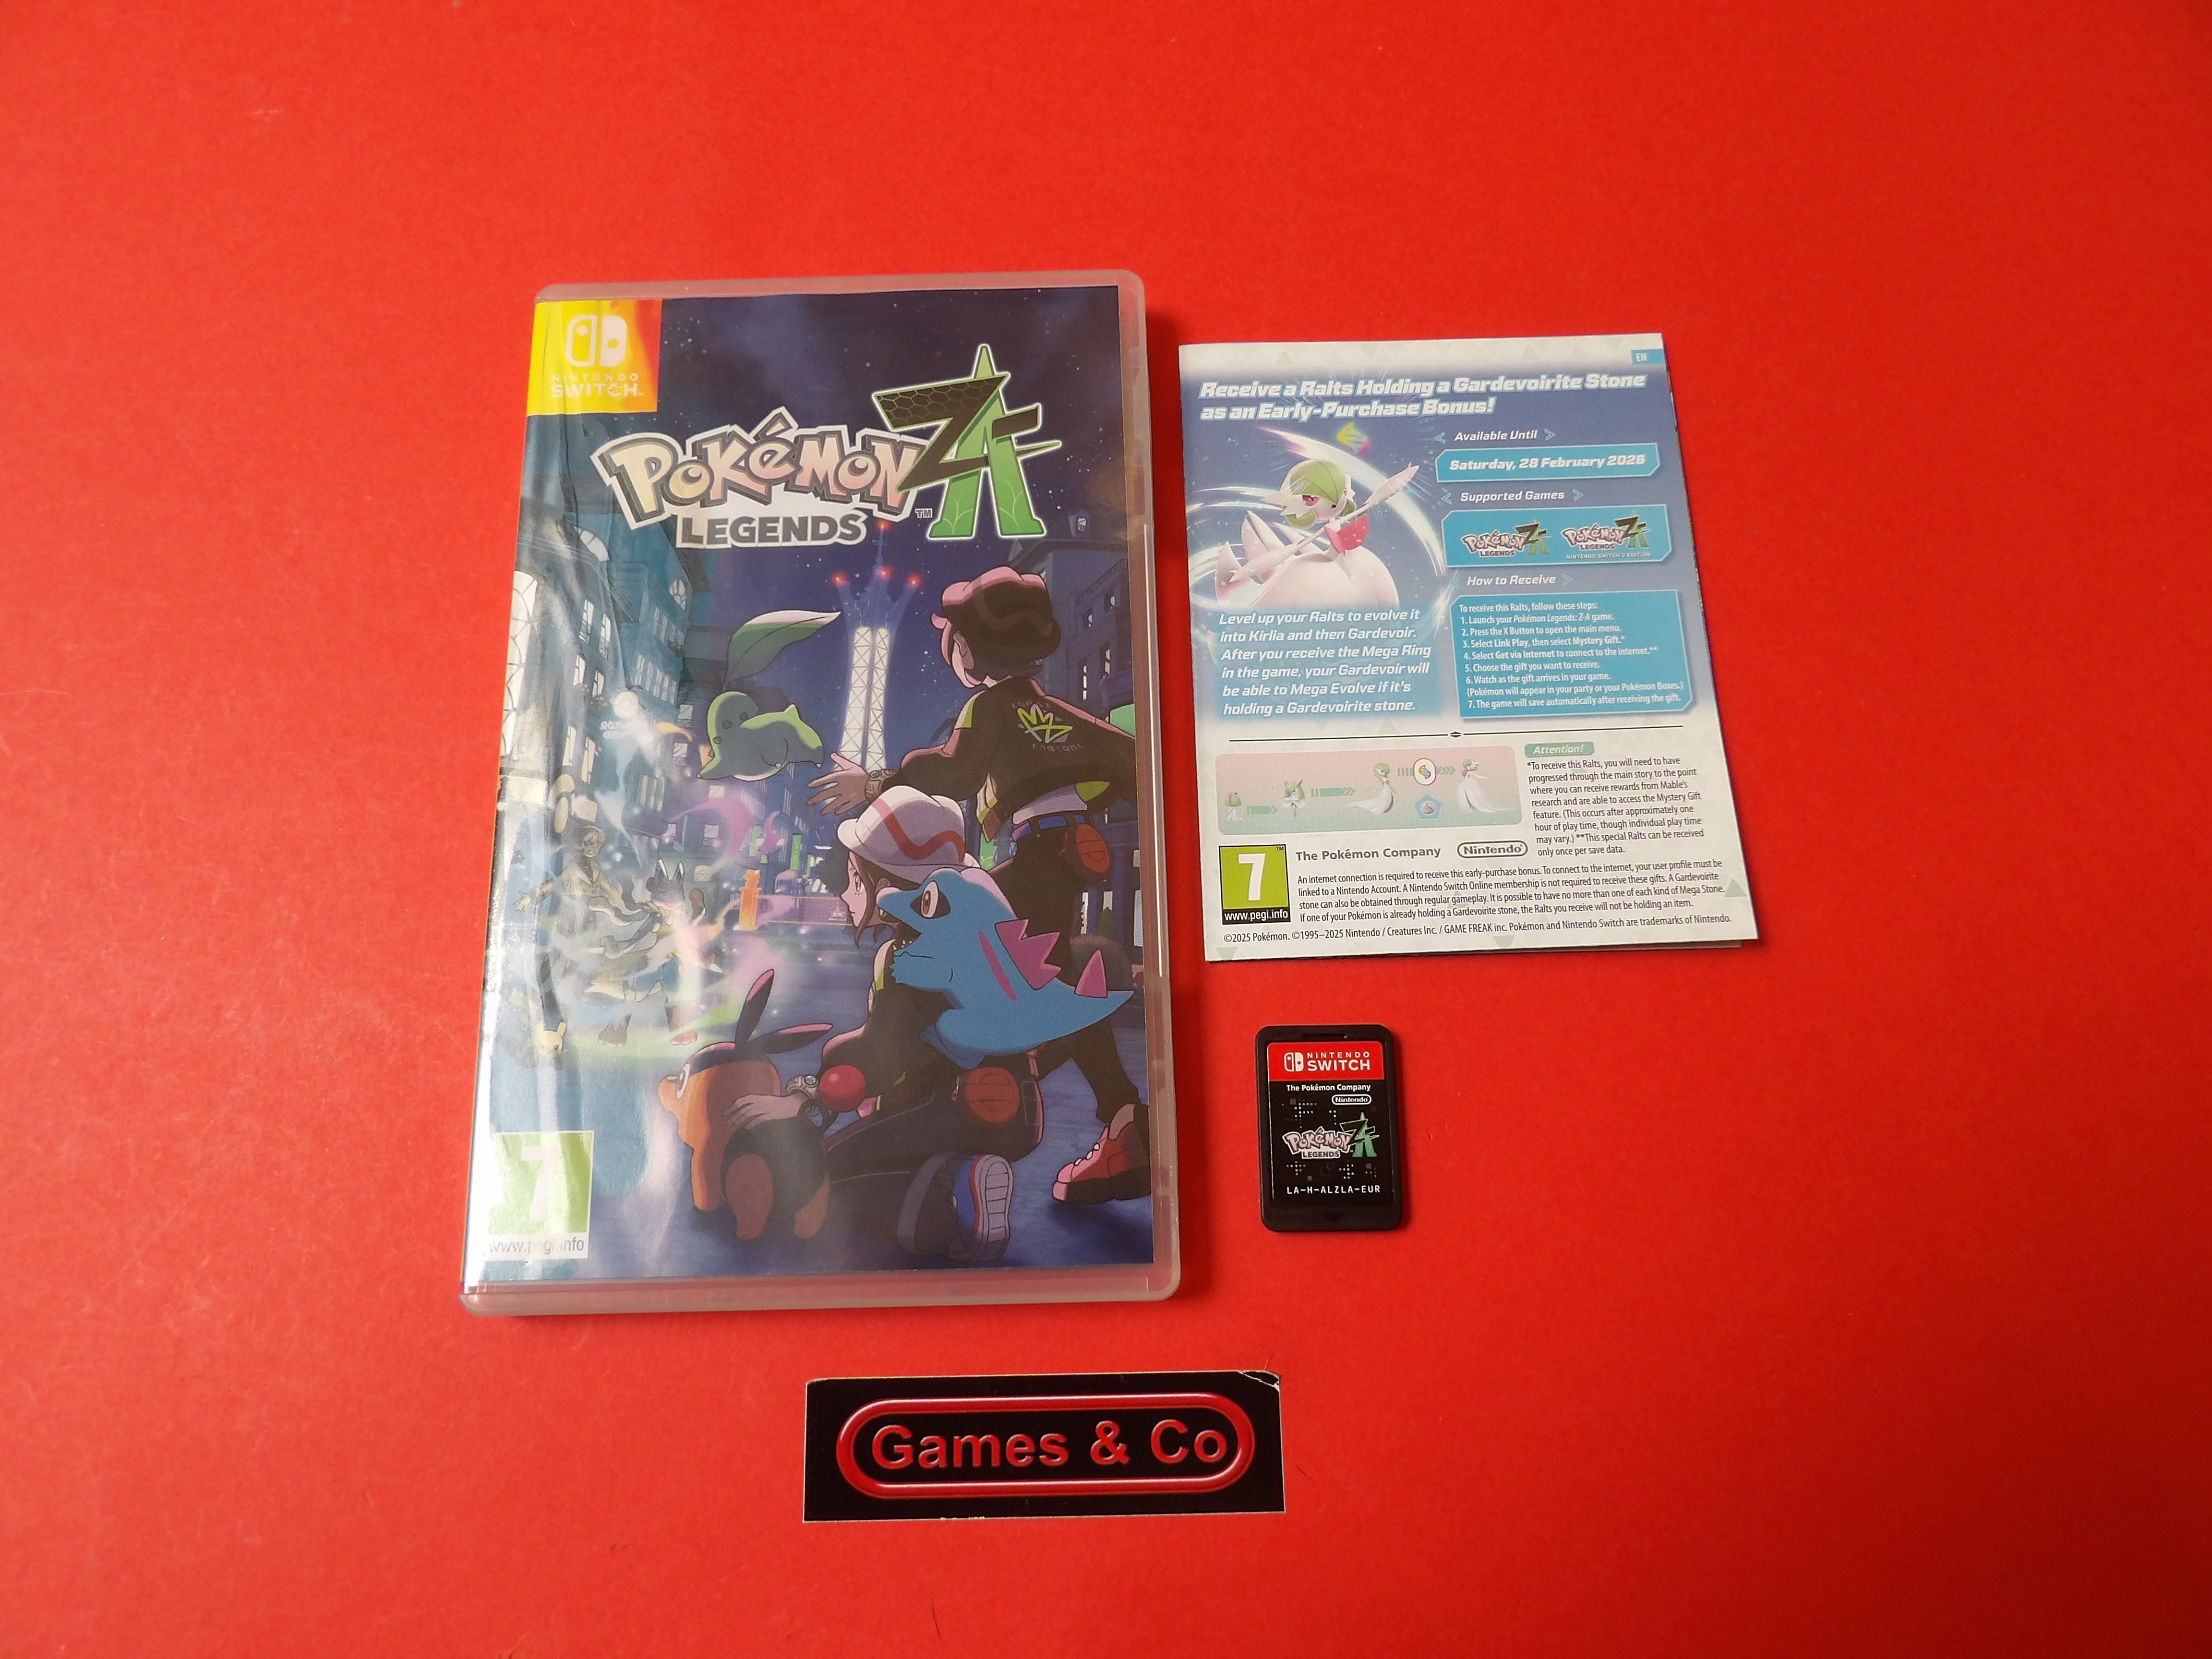 NINTENDO
SWITCH™
POKéMON ZA
LEGENDS™
7
www.pegi.info
EN
Receive a Ralts Holding a Gardevoirite Stone
as an Early-Purchase Bonus!
Available Until
Saturday, 28 February 2026
Supported Games
POKéMON ZA
LEGENDS
POKéMON ZA
LEGENDS
NINTENDO SWITCH 2 EDITION
How to Receive
To receive this Ralts, follow these steps:
1. Launch your Pokémon Legends: Z-A game.
2. Press the X Button to open the main menu.
3. Select Link Play, then select Mystery Gift.*
4. Select Get via Internet to connect to the internet.**
5. Choose the gift you want to receive.
6. Watch as the gift arrives in your game.
(Pokémon will appear in your party or your Pokémon Boxes.)
7. The game will save automatically after receiving the gift.
Level up your Ralts to evolve it
into Kirlia and then Gardevoir.
After you receive the Mega Ring
in the game, your Gardevoir will
be able to Mega Evolve if it's
holding a Gardevoirite stone.
Attention!
*To receive this Ralts, you will need to have
progressed through the main story to the point
where you can receive rewards from Mable's
research and are able to access the Mystery Gift
feature. (This occurs after approximately one
hour of play time, though individual play time
may vary.) **This special Ralts can be received
only once per save data.
7™
www.pegi.info
The Pokémon Company
Nintendo®
An internet connection is required to receive this early-purchase bonus. To connect to the internet, your user profile must be
linked to a Nintendo Account. A Nintendo Switch Online membership is not required to receive these gifts. A Gardevoirite
stone can also be obtained through regular gameplay. It is possible to have no more than one of each kind of Mega Stone.
If one of your Pokémon is already holding a Gardevoirite stone, the Ralts you receive will not be holding an item.
©2025 Pokémon. ©1995–2025 Nintendo / Creatures Inc. / GAME FREAK inc. Pokémon and Nintendo Switch are trademarks of Nintendo.
NINTENDO
SWITCH
The Pokémon Company
Nintendo
POKéMON ZA
LEGENDS
LA-H-ALZLA-EUR
Games & Co